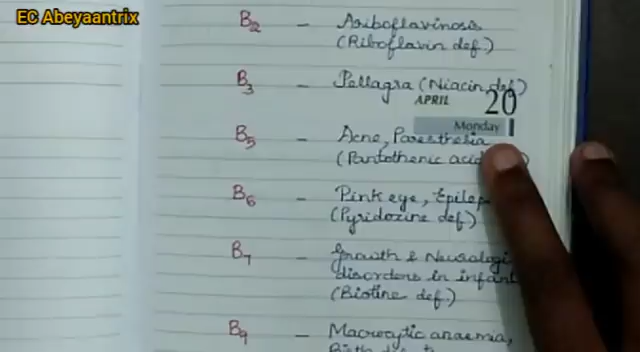 EC Abeyaantrix
B2 - Ariboflavinosis
(Riboflavin def.)
B3 - Pellagra (Niacin def)
APRIL 20
Monday
B5 - Acne, Paresthesia
(Pantothenic acid
B6 - Pink eye, Epilep
(Pyridoxine def.)
B7 - Growth & Neurologi
disorders in infant
(Biotine def.)
B9 - Macrocytic anaemia,